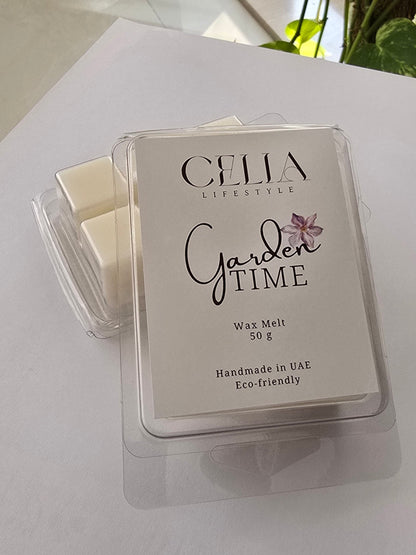 CELIA
LIFESTYLE
Garden
TIME
Wax Melt
50 g
Handmade in UAE
Eco-friendly